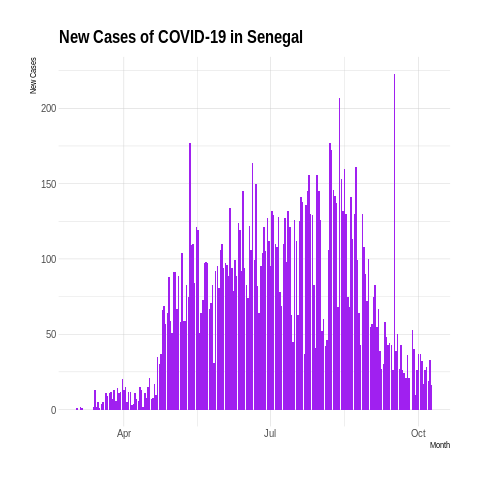 New Cases of COVID-19 in Senegal
New Cases
200
150
100
50
0
Apr
Jul
Oct
Month